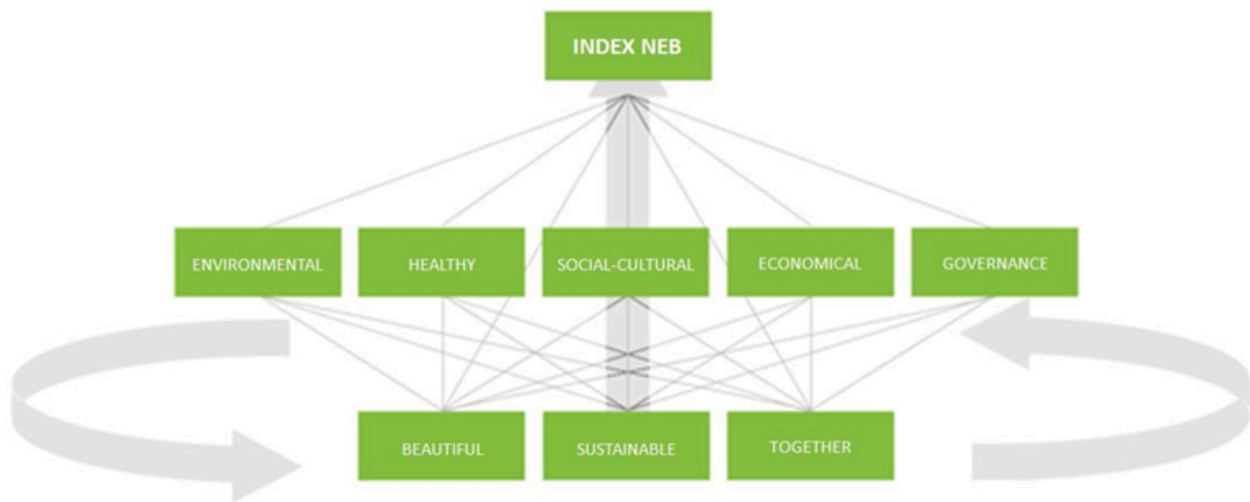 INDEX NEB
ENVIRONMENTAL
HEALTHY
SOCIAL-CULTURAL
ECONOMICAL
GOVERNANCE
BEAUTIFUL
SUSTAINABLE
TOGETHER